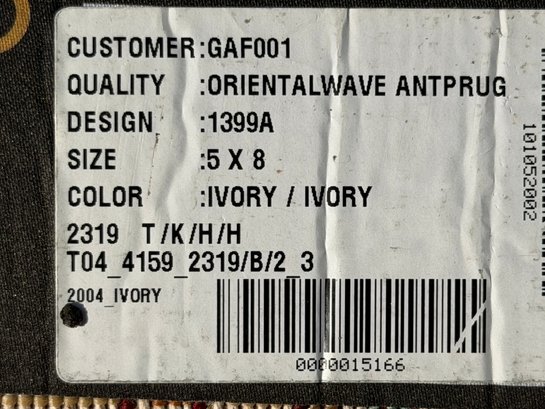 CUSTOMER:GAF001
QUALITY :ORIENTALWAVE ANTPRUG
DESIGN :1399A
SIZE :5 X 8
COLOR :IVORY / IVORY
2319 T/K/H/H
T04_4159_2319/B/2_3
2004_IVORY
0000015166
101052002